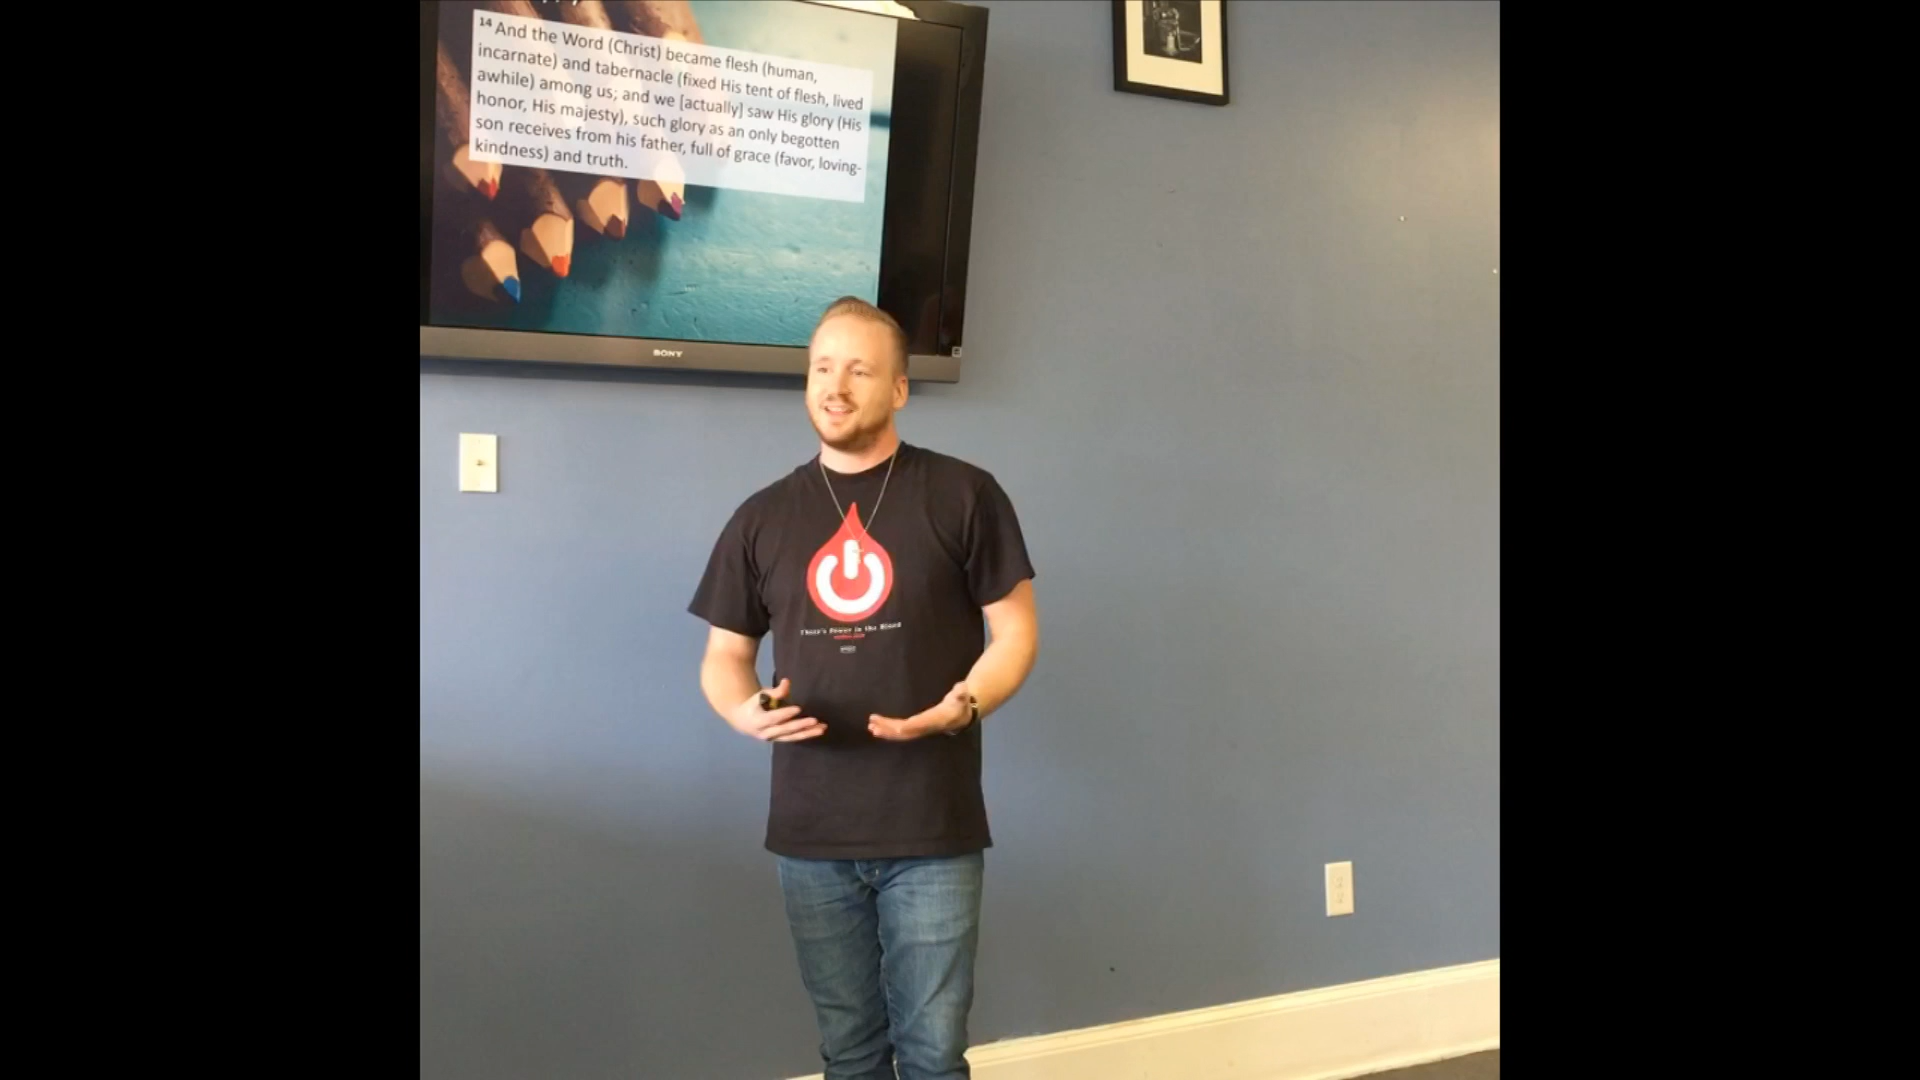 14 And the Word (Christ) became flesh (human,
incarnate) and tabernacle (fixed His tent of flesh, lived
awhile) among us; and we [actually] saw His glory (His
honor, His majesty), such glory as an only begotten
son receives from his father, full of grace (favor, loving-
kindness) and truth.
SONY
There's Power in the Blood